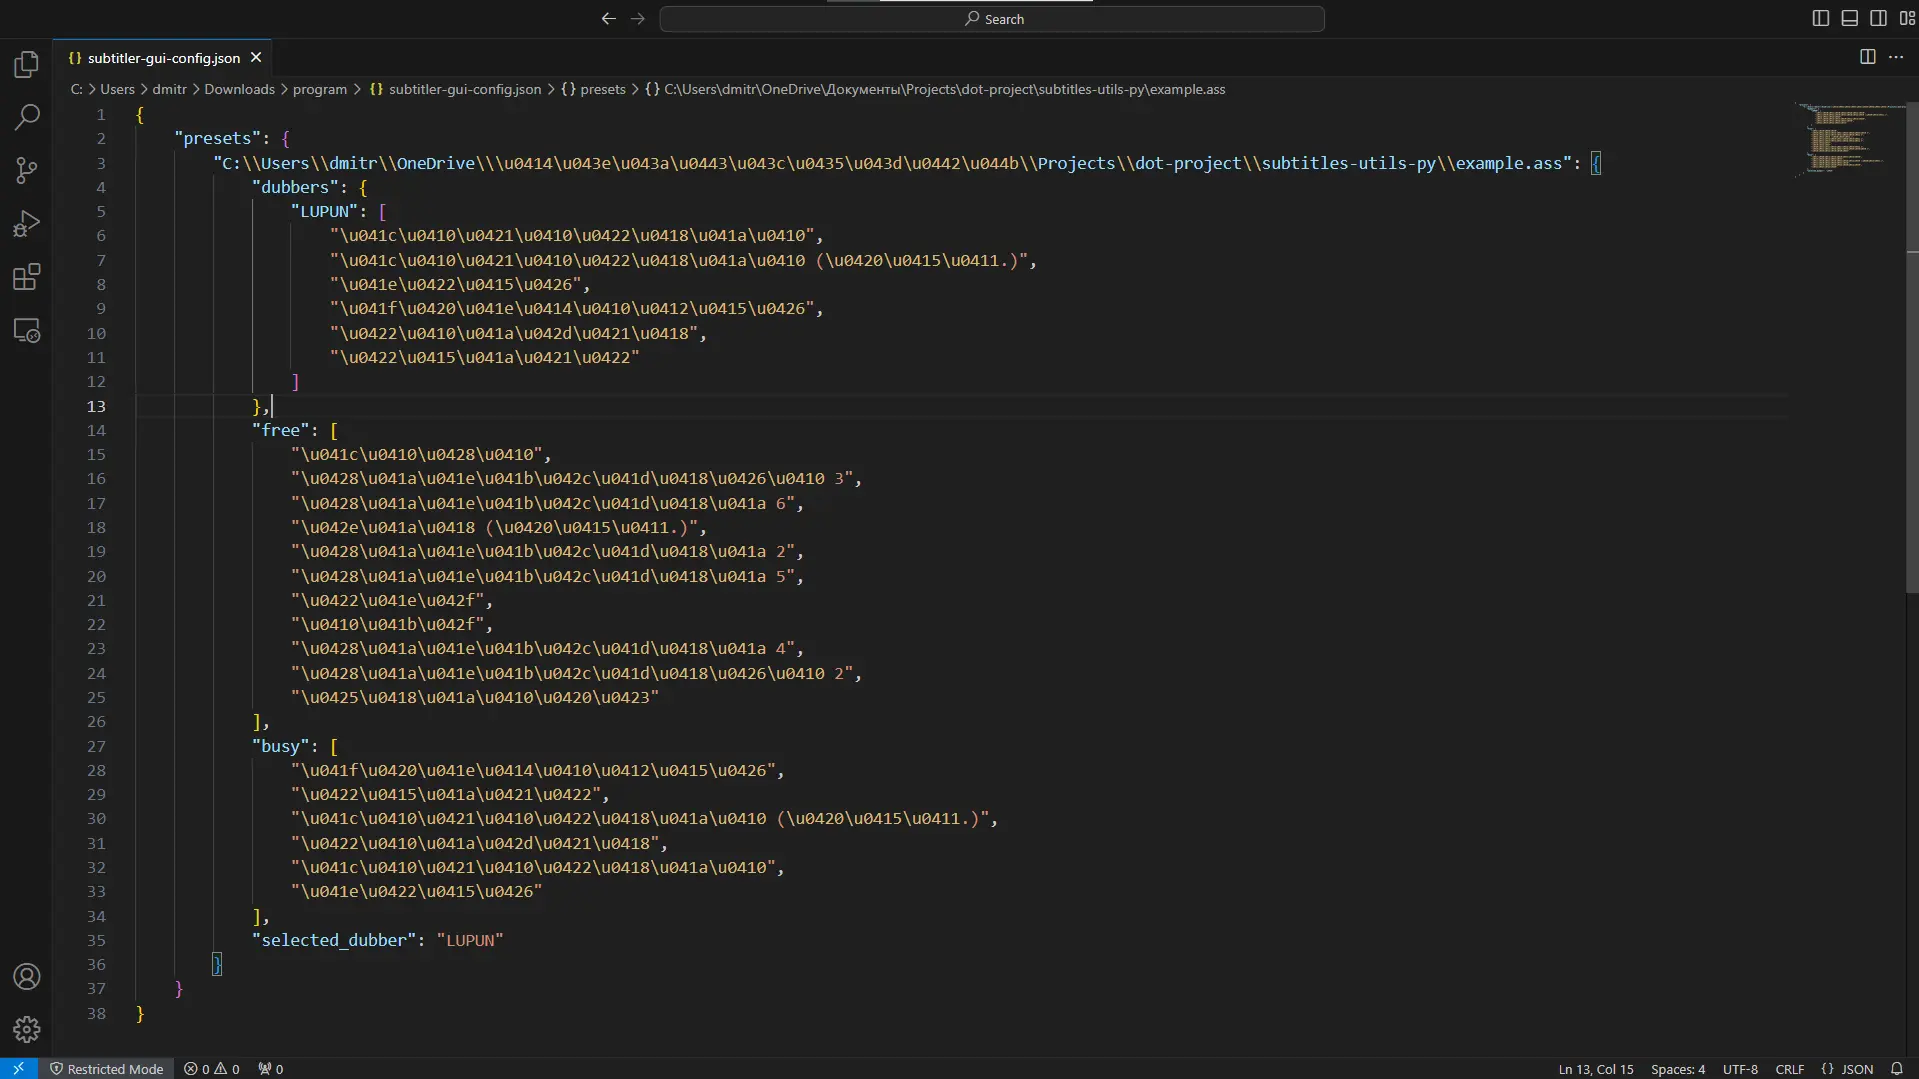 Search
{} subtitler-gui-config.json ×
C: > Users > dmitr > Downloads > program > {} subtitler-gui-config.json > {} presets > {} C:\Users\dmitr\OneDrive\Документы\Projects\dot-project\subtitles-utils-py\example.ass
1 {
2 "presets": {
3 "C:\\Users\\dmitr\\OneDrive\\\u0414\u043e\u043a\u0443\u043c\u0435\u043d\u0442\u044b\\Projects\\dot-project\\subtitles-utils-py\\example.ass": {
4 "dubbers": {
5 "LUPUN": [
6 "\u041c\u0410\u0421\u0410\u0422\u0418\u041a\u0410",
7 "\u041c\u0410\u0421\u0410\u0422\u0418\u041a\u0410 (\u0420\u0415\u0411.)",
8 "\u041e\u0422\u0415\u0426",
9 "\u041f\u0420\u041e\u0414\u0410\u0412\u0415\u0426",
10 "\u0422\u0410\u041a\u042d\u0421\u0418",
11 "\u0422\u0415\u041a\u0421\u0422"
12 ]
13 },
14 "free": [
15 "\u041c\u0410\u0428\u0410",
16 "\u0428\u041a\u041e\u041b\u042c\u041d\u0418\u0426\u0410 3",
17 "\u0428\u041a\u041e\u041b\u042c\u041d\u0418\u041a 6",
18 "\u042e\u041a\u0418 (\u0420\u0415\u0411.)",
19 "\u0428\u041a\u041e\u041b\u042c\u041d\u0418\u041a 2",
20 "\u0428\u041a\u041e\u041b\u042c\u041d\u0418\u041a 5",
21 "\u0422\u041e\u042f",
22 "\u0410\u041b\u042f",
23 "\u0428\u041a\u041e\u041b\u042c\u041d\u0418\u041a 4",
24 "\u0428\u041a\u041e\u041b\u042c\u041d\u0418\u0426\u0410 2",
25 "\u0425\u0418\u041a\u0410\u0420\u0423"
26 ],
27 "busy": [
28 "\u041f\u0420\u041e\u0414\u0410\u0412\u0415\u0426",
29 "\u0422\u0415\u041a\u0421\u0422",
30 "\u041c\u0410\u0421\u0410\u0422\u0418\u041a\u0410 (\u0420\u0415\u0411.)",
31 "\u0422\u0410\u041a\u042d\u0421\u0418",
32 "\u041c\u0410\u0421\u0410\u0422\u0418\u041a\u0410",
33 "\u041e\u0422\u0415\u0426"
34 ],
35 "selected_dubber": "LUPUN"
36 }
37 }
38 }
Restricted Mode 0 0 0 Ln 13, Col 15 Spaces: 4 UTF-8 CRLF {} JSON